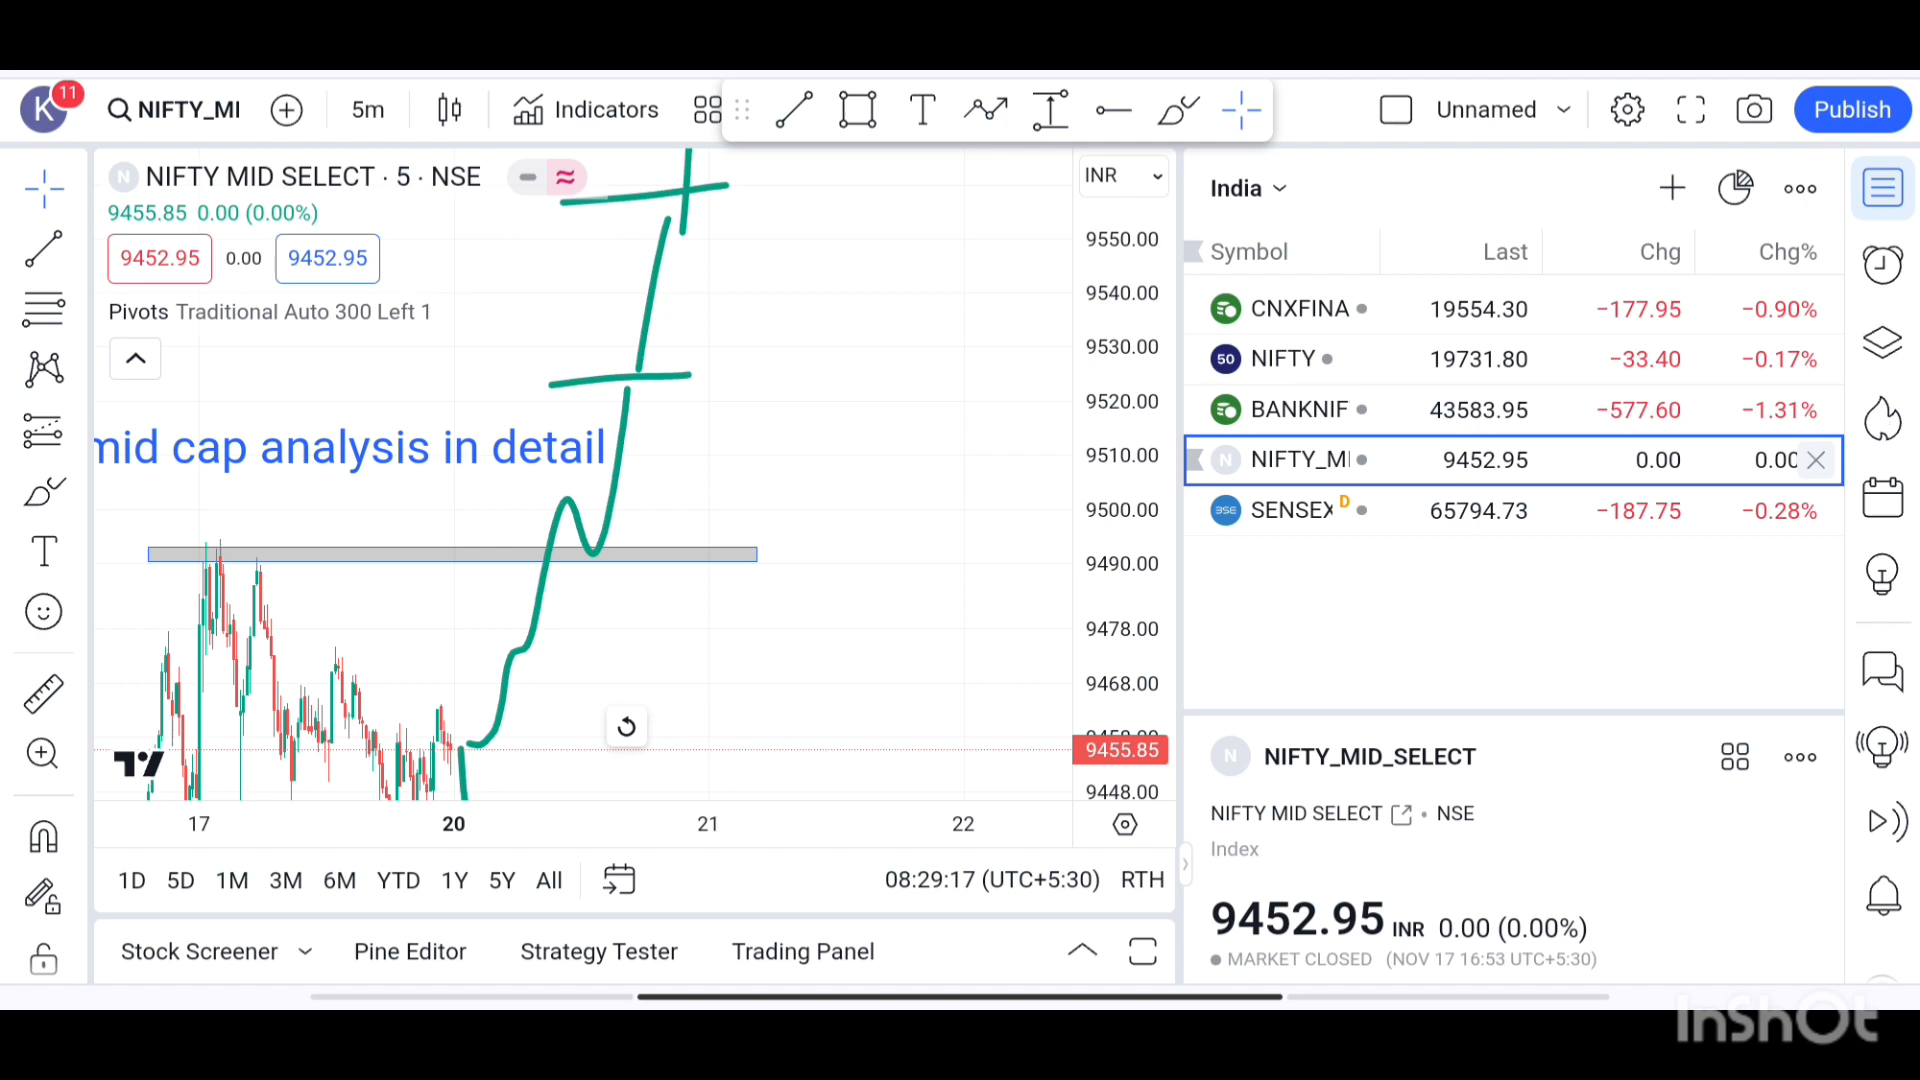 K 11 NIFTY_MI 5m Indicators Unnamed Publish
N NIFTY MID SELECT · 5 · NSE
9455.85 0.00 (0.00%)
9452.95 0.00 9452.95
Pivots Traditional Auto 300 Left 1
mid cap analysis in detail
INR
9550.00
9540.00
9530.00
9520.00
9510.00
9500.00
9490.00
9478.00
9468.00
9455.85
9448.00
17 20 21 22
1D 5D 1M 3M 6M YTD 1Y 5Y All 08:29:17 (UTC+5:30) RTH
Stock Screener Pine Editor Strategy Tester Trading Panel
India
Symbol Last Chg Chg%
CNXFINA 19554.30 −177.95 −0.90%
50 NIFTY 19731.80 −33.40 −0.17%
BANKNIF 43583.95 −577.60 −1.31%
N NIFTY_MI 9452.95 0.00 0.00
BSE SENSEX D 65794.73 −187.75 −0.28%
N NIFTY_MID_SELECT
NIFTY MID SELECT • NSE
Index
9452.95 INR 0.00 (0.00%)
MARKET CLOSED (NOV 17 16:53 UTC+5:30)
InShOt